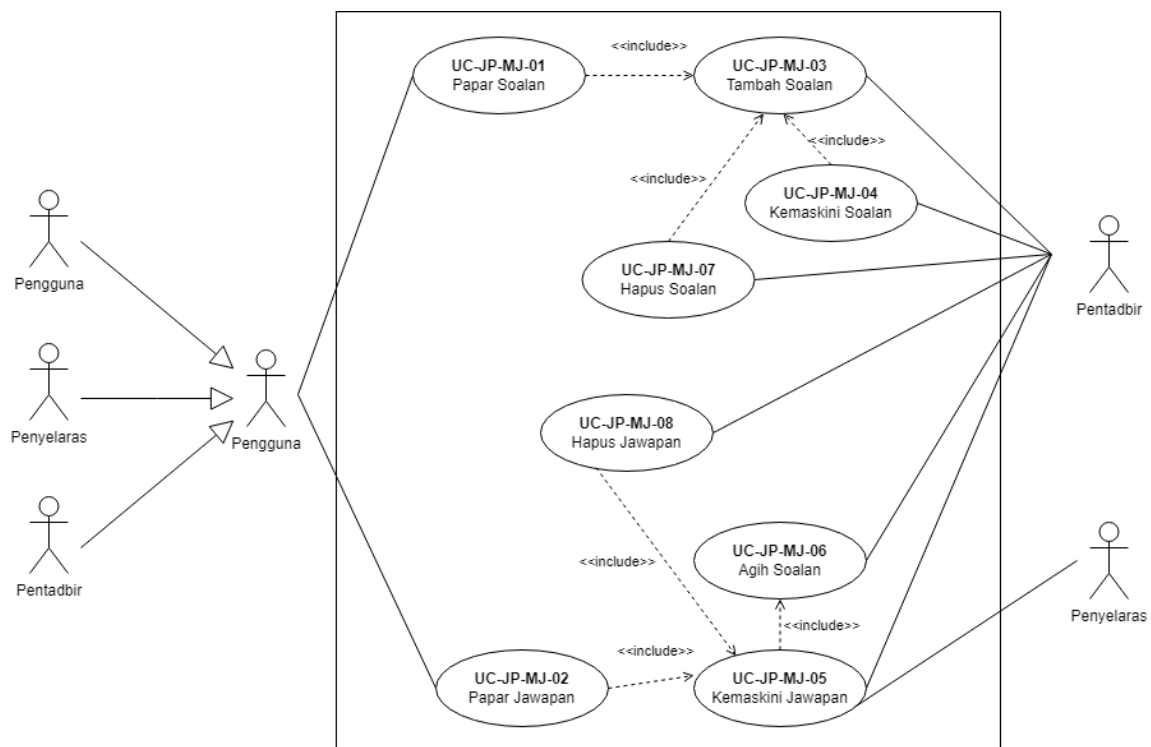 <<include>>
UC-JP-MJ-01
Papar Soalan
UC-JP-MJ-03
Tambah Soalan
<<include>>
<<include>>
UC-JP-MJ-04
Kemaskini Soalan
UC-JP-MJ-07
Hapus Soalan
Pengguna
Pentadbir
Penyelaras
Pengguna
UC-JP-MJ-08
Hapus Jawapan
UC-JP-MJ-06
Agih Soalan
<<include>>
Pentadbir
Penyelaras
<<include>>
<<include>>
UC-JP-MJ-02
Papar Jawapan
UC-JP-MJ-05
Kemaskini Jawapan